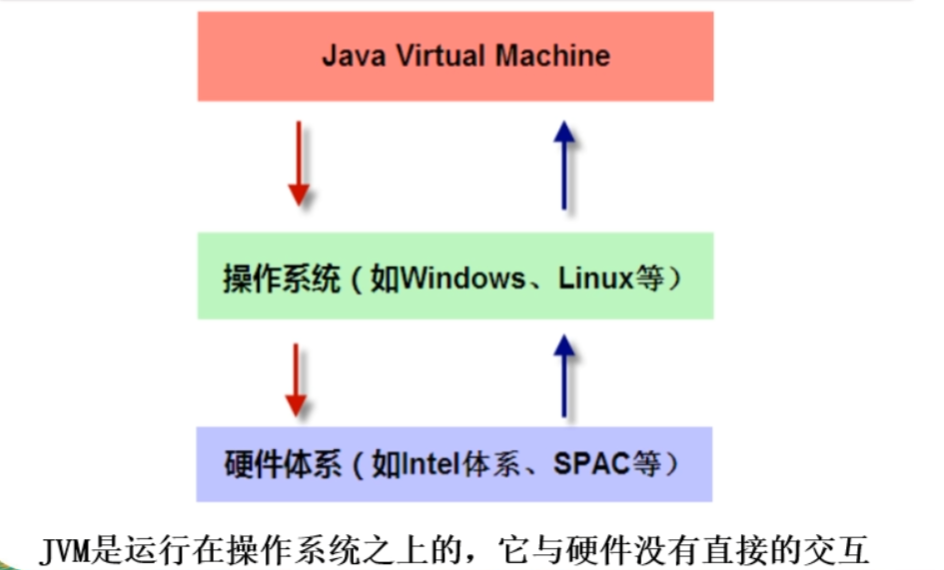 Java Virtual Machine
操作系统（如Windows、Linux等）
硬件体系（如Intel体系、SPAC等）
JVM是运行在操作系统之上的，它与硬件没有直接的交互